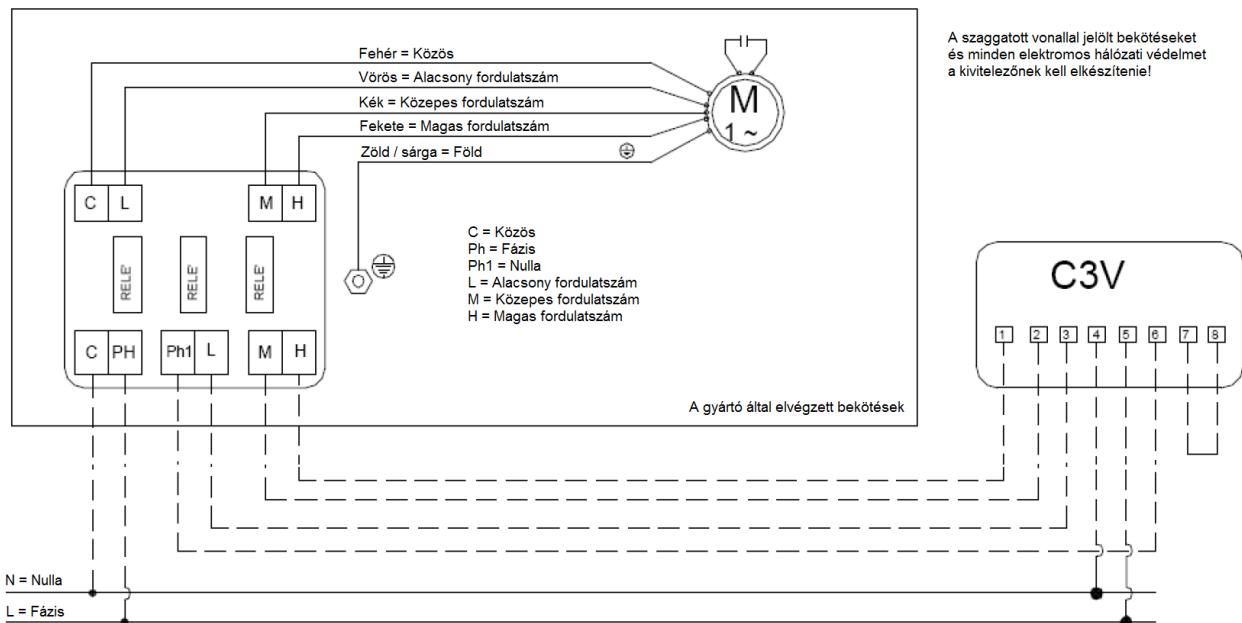 Fehér = Közös
Vörös = Alacsony fordulatszám
Kék = Közepes fordulatszám
Fekete = Magas fordulatszám
Zöld / sárga = Föld
M
1 ~
A szaggatott vonallal jelölt bekötéseket
és minden elektromos hálózati védelmet
a kivitelezőnek kell elkészítenie!
C L M H
RELE' RELE' RELE'
C PH Ph1 L M H
C = Közös
Ph = Fázis
Ph1 = Nulla
L = Alacsony fordulatszám
M = Közepes fordulatszám
H = Magas fordulatszám
C3V
1 2 3 4 5 6 7 8
A gyártó által elvégzett bekötések
N = Nulla
L = Fázis